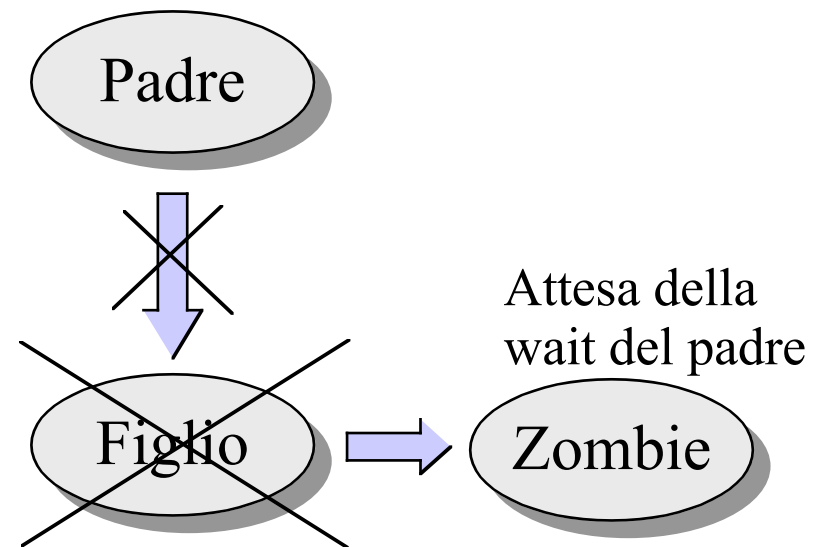 Padre
Attesa della
wait del padre
Figlio
Zombie